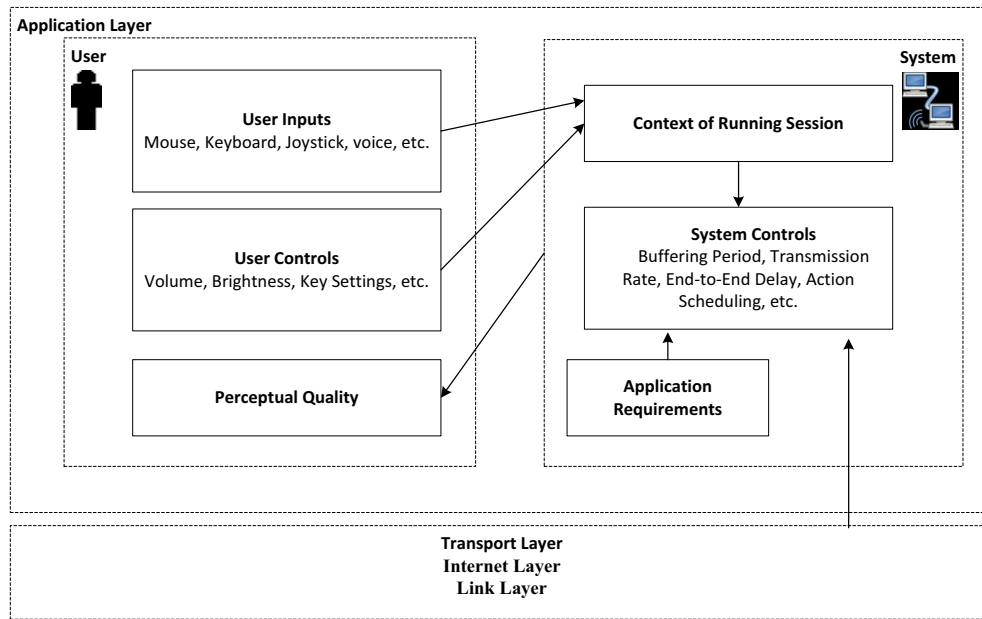 Application Layer
User
User Inputs
Mouse, Keyboard, Joystick, voice, etc.
User Controls
Volume, Brightness, Key Settings, etc.
Perceptual Quality
System
Context of Running Session
System Controls
Buffering Period, Transmission
Rate, End-to-End Delay, Action
Scheduling, etc.
Application
Requirements
Transport Layer
Internet Layer
Link Layer